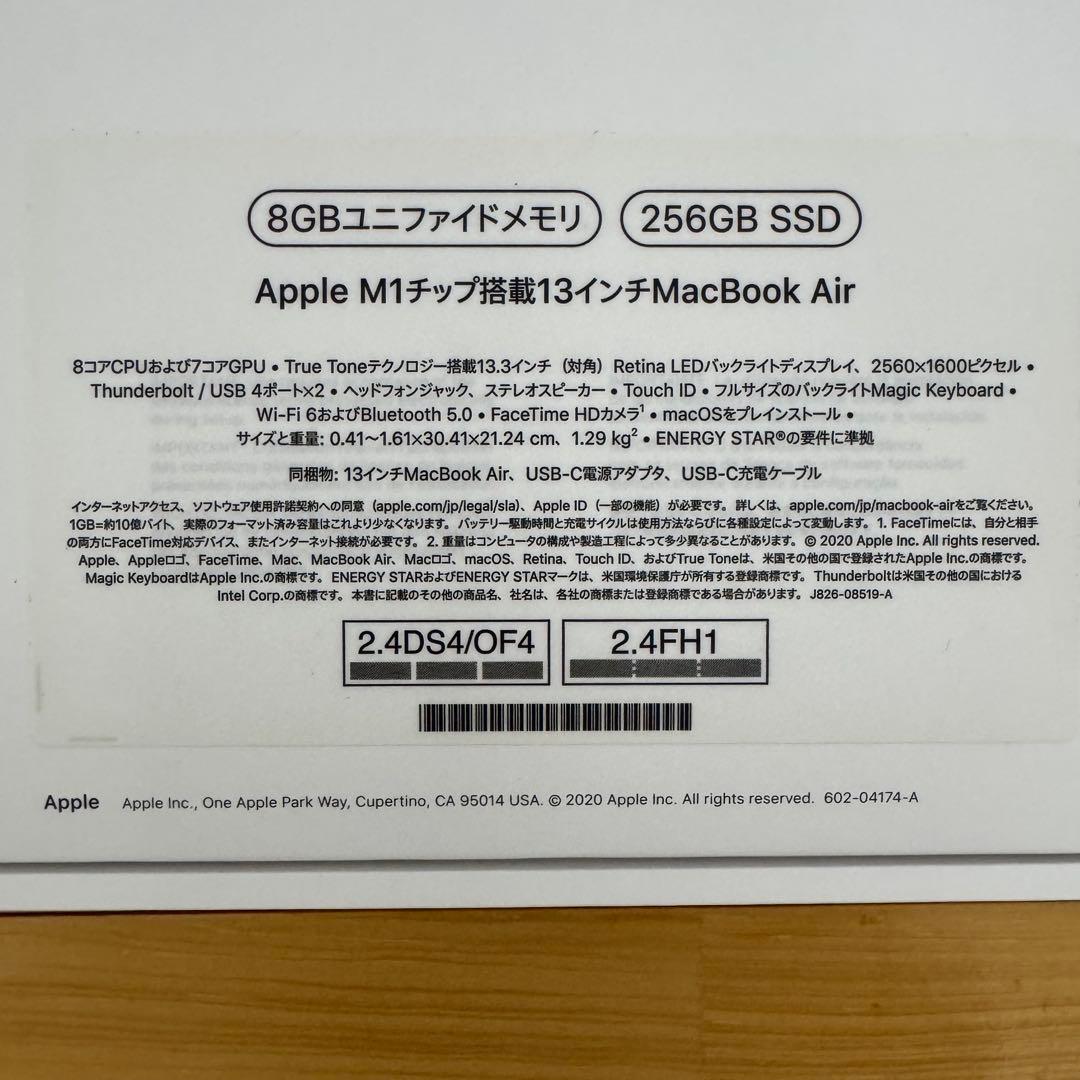 8GBユニファイドメモリ 256GB SSD
Apple M1チップ搭載13インチMacBook Air
8コアCPUおよび7コアGPU • True Toneテクノロジー搭載13.3インチ（対角）Retina LEDバックライトディスプレイ、2560×1600ピクセル •
Thunderbolt / USB 4ポート×2 • ヘッドフォンジャック、ステレオスピーカー • Touch ID • フルサイズのバックライトMagic Keyboard •
Wi-Fi 6およびBluetooth 5.0 • FaceTime HDカメラ¹ • macOSをプレインストール •
サイズと重量: 0.41〜1.61×30.41×21.24 cm、1.29 kg² • ENERGY STAR®の要件に準拠
同梱物: 13インチMacBook Air、USB-C電源アダプタ、USB-C充電ケーブル
インターネットアクセス、ソフトウェア使用許諾契約への同意（apple.com/jp/legal/sla）、Apple ID（一部の機能）が必要です。詳しくは、apple.com/jp/macbook-airをご覧ください。
1GB=約10億バイト、実際のフォーマット済み容量はこれより少なくなります。バッテリー駆動時間と充電サイクルは使用方法ならびに各種設定によって変動します。1. FaceTimeには、自分と相手
の両方にFaceTime対応デバイス、またインターネット接続が必要です。2. 重量はコンピュータの構成や製造工程によって多少異なることがあります。© 2020 Apple Inc. All rights reserved.
Apple、Appleロゴ、FaceTime、Mac、MacBook Air、Macロゴ、macOS、Retina、Touch ID、およびTrue Toneは、米国その他の国で登録されたApple Inc.の商標です。
Magic KeyboardはApple Inc.の商標です。ENERGY STARおよびENERGY STARマークは、米国環境保護庁が所有する登録商標です。Thunderboltは米国その他の国における
Intel Corp.の商標です。本書に記載のその他の商品名、社名は、各社の商標または登録商標である場合があります。J826-08519-A
2.4DS4/OF4 2.4FH1
Apple Apple Inc., One Apple Park Way, Cupertino, CA 95014 USA. © 2020 Apple Inc. All rights reserved. 602-04174-A